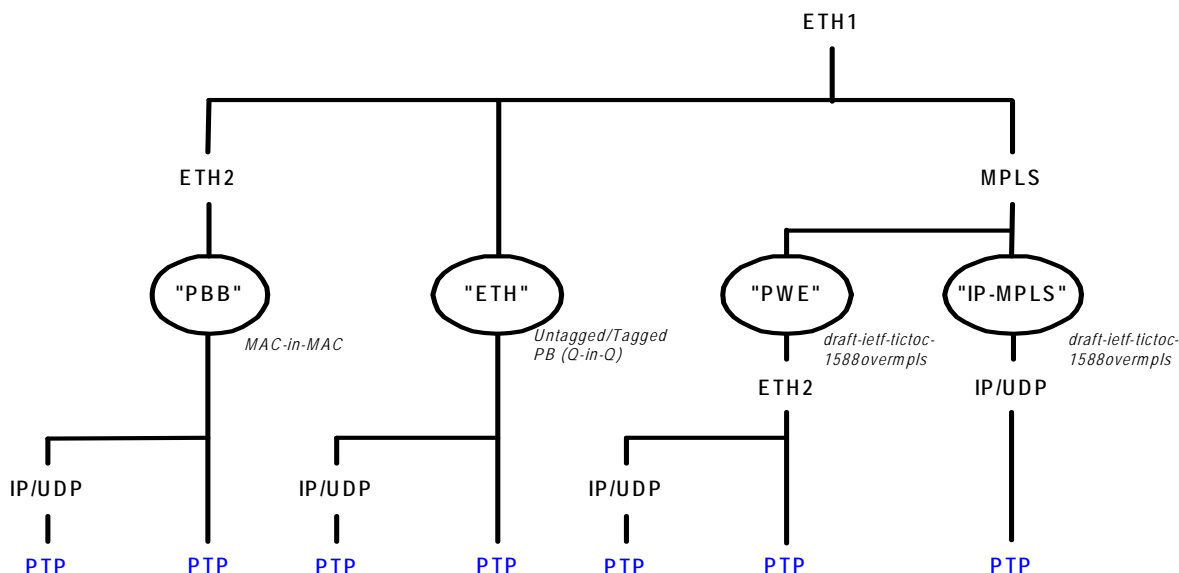 ETH1
ETH2
MPLS
"PBB"
"ETH"
"PWE"
"IP-MPLS"
MAC-in-MAC
Untagged/Tagged
PB (Q-in-Q)
draft-ietf-tictoc-
1588overmpls
draft-ietf-tictoc-
1588overmpls
ETH2
IP/UDP
IP/UDP
IP/UDP
IP/UDP
PTP
PTP
PTP
PTP
PTP
PTP
PTP